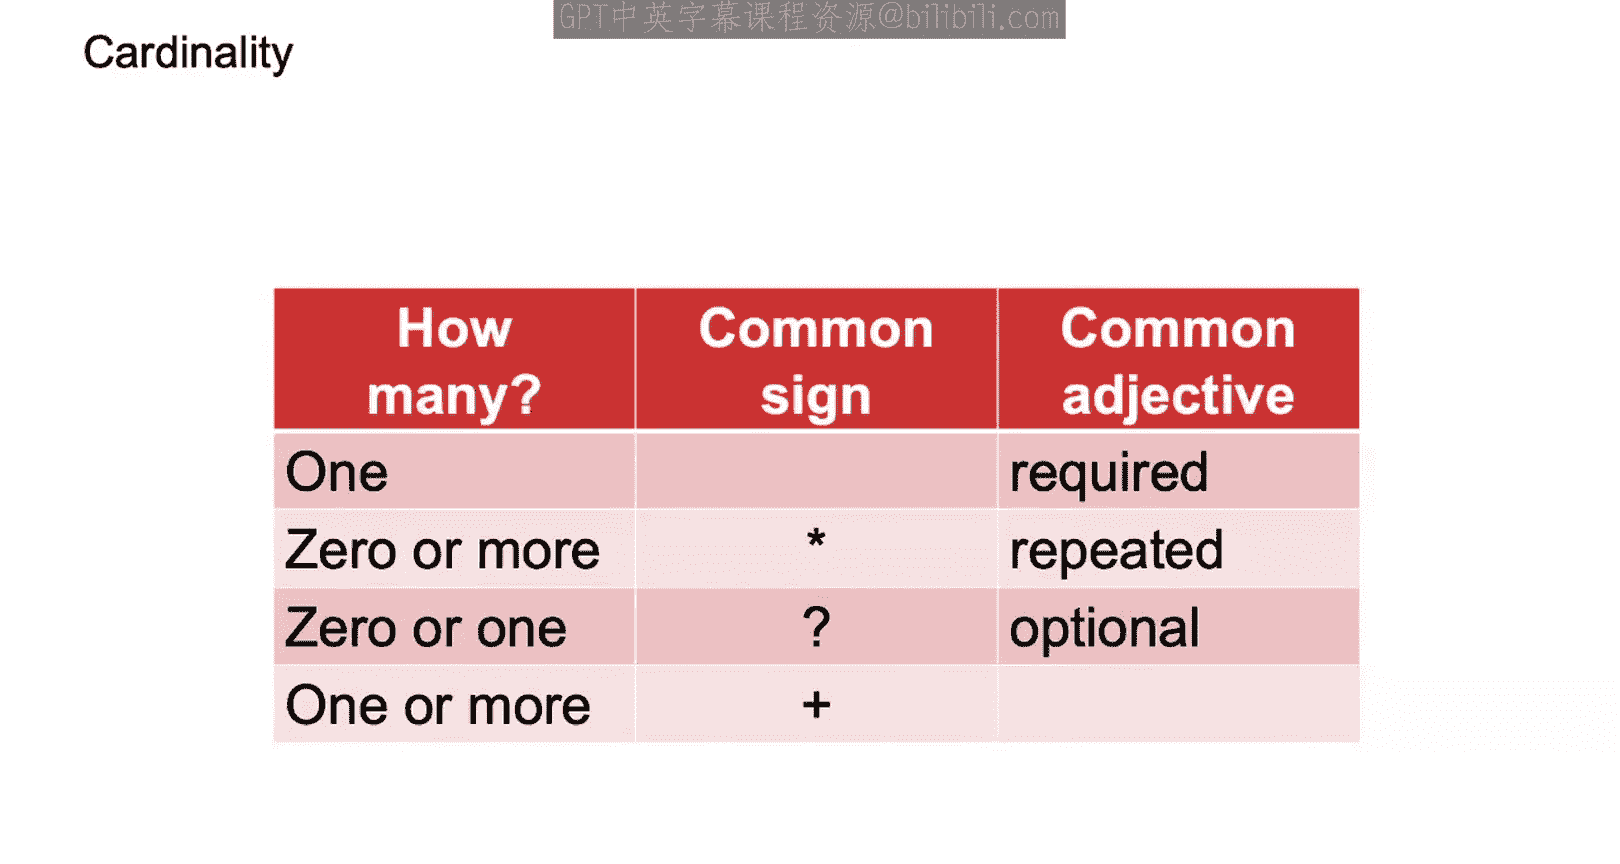 GPT中英字幕课程资源@bilibili.com
Cardinality
How many? Common sign Common adjective
One required
Zero or more * repeated
Zero or one ? optional
One or more +